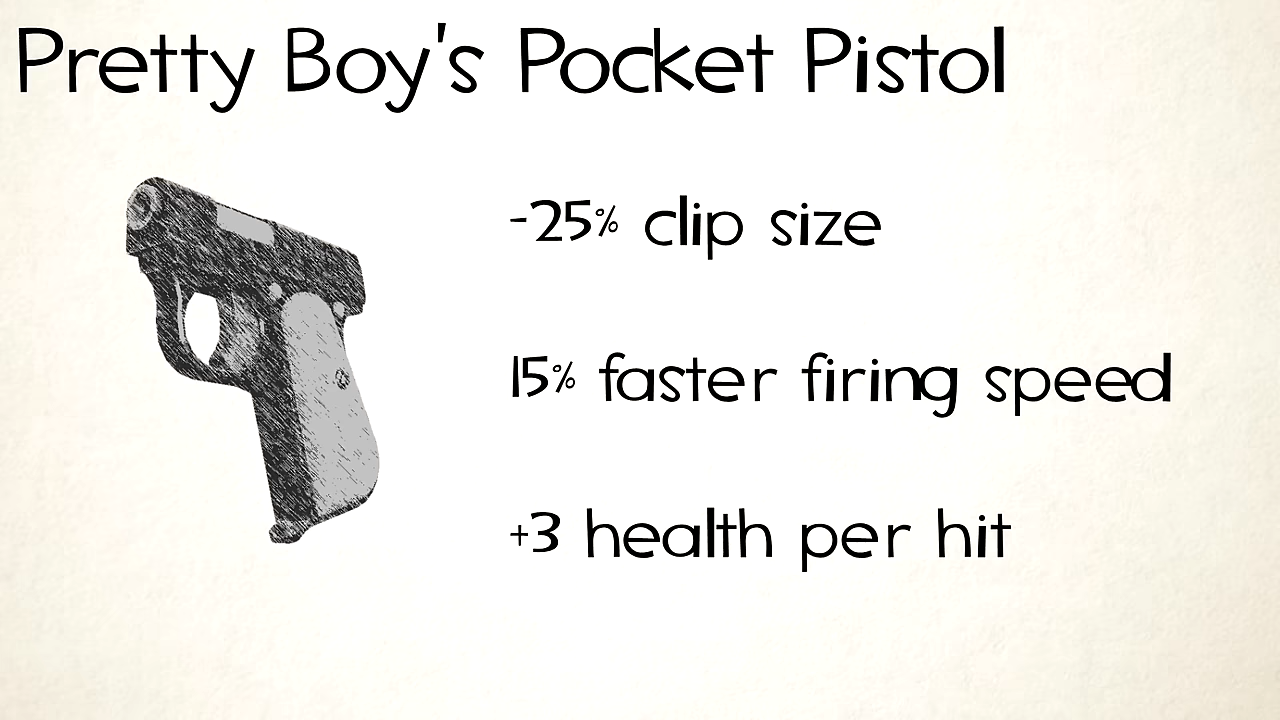 Pretty Boy's Pocket Pistol
-25% clip size
15% faster firing speed
+3 health per hit